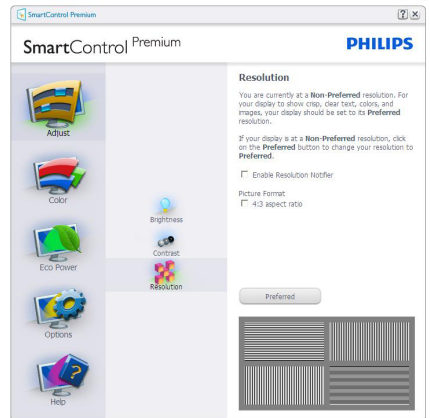 SmartControl Premium
? ×
SmartControl Premium
PHILIPS
Adjust
Color
Eco Power
Options
Help
Brightness
Contrast
Resolution
Resolution
You are currently at a Non-Preferred resolution. For
your display to show crisp, clear text, colors, and
images, your display should be set to its Preferred
resolution.
If your display is at a Non-Preferred resolution, click
on the Preferred button to change your resolution to
Preferred.
Enable Resolution Notifier
Picture Format
4:3 aspect ratio
Preferred